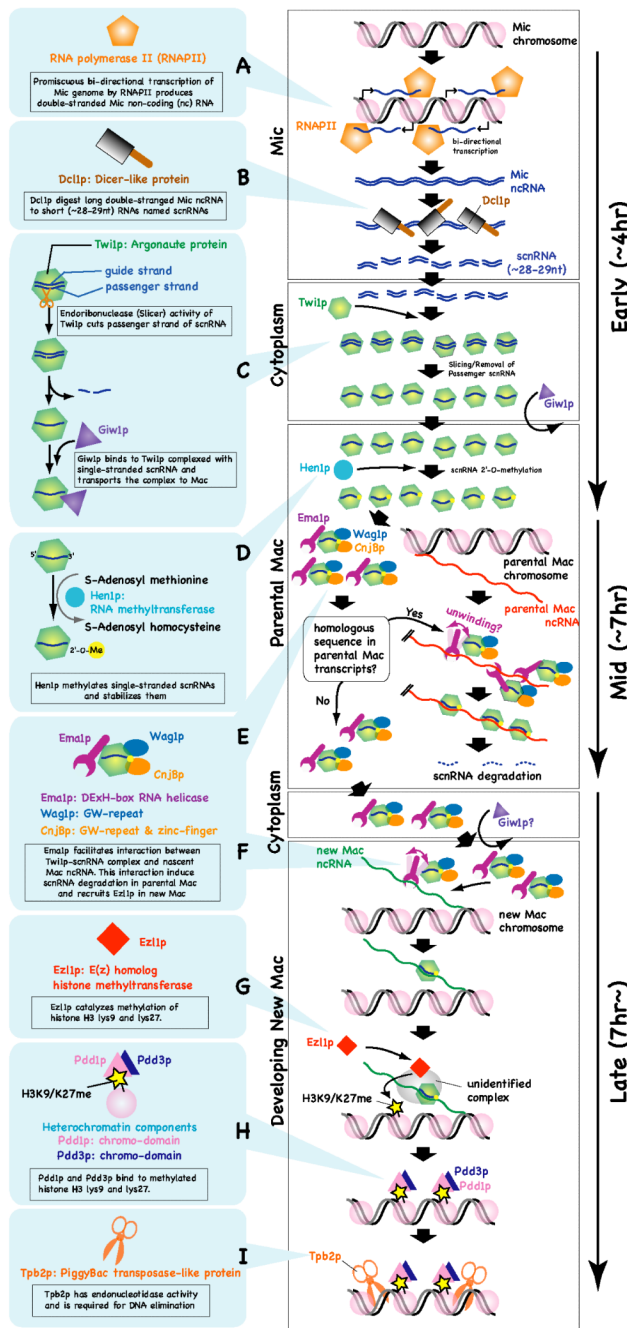 RNA polymerase II (RNAPII)
A
Promiscuous bi-directional transcription of
Mic genome by RNAPII produces
double-stranded Mic non-coding (nc) RNA
Dcl1p: Dicer-like protein
B
Dcl1p digest long double-stranged Mic ncRNA
to short (~28-29nt) RNAs named scnRNAs
Twi1p: Argonaute protein
guide strand
passenger strand
Endoribonuclease (Slicer) activity of
Twi1p cuts passenger strand of scnRNA
C
Giw1p
Giw1p binds to Twi1p complexed with
single-stranded scnRNA and
transports the complex to Mac
D
5'
3'
S-Adenosyl methionine
Hen1p:
RNA methyltransferase
S-Adenosyl homocysteine
2'-O-Me
Hen1p methylates single-stranded scnRNAs
and stabilizes them
E
Ema1p
Wag1p
CnjBp
Ema1p: DExH-box RNA helicase
Wag1p: GW-repeat
CnjBp: GW-repeat & zinc-finger
F
Ema1p facilitates interaction between
Twi1p-scnRNA complex and nascent
Mac ncRNA. This interaction induce
scnRNA degradation in parental Mac
and recruits Ezl1p in new Mac
Ezl1p
Ezl1p: E(z) homolog
histone methyltransferase
G
Ezl1p catalyzes methylation of
histone H3 lys9 and lys27.
Pdd1p
Pdd3p
H3K9/K27me
Heterochromatin components
Pdd1p: chromo-domain
Pdd3p: chromo-domain
H
Pdd1p and Pdd3p bind to methylated
histone H3 lys9 and lys27.
I
Tpb2p: PiggyBac transposase-like protein
Tpb2p has endonucleotidase activity
and is required for DNA elimination
Mic
Mic
chromosome
RNAPII
bi-directional
transcription
Mic
ncRNA
Dcl1p
scnRNA
(~28-29nt)
Cytoplasm
Twi1p
Slicing/Removal of
Passenger scnRNA
Giw1p
Parental Mac
Hen1p
scnRNA 2'-O-methylation
Ema1p
Wag1p
CnjBp
parental Mac
chromosome
parental Mac
ncRNA
Yes
unwinding?
homologous
sequence in
parental Mac
transcripts?
No
scnRNA degradation
Cytoplasm
Giw1p?
Developing New Mac
new Mac
ncRNA
new Mac
chromosome
Ezl1p
unidentified
complex
H3K9/K27me
Pdd3p
Pdd1p
Tpb2p
Early (~4hr)
Mid (~7hr)
Late (7hr~)